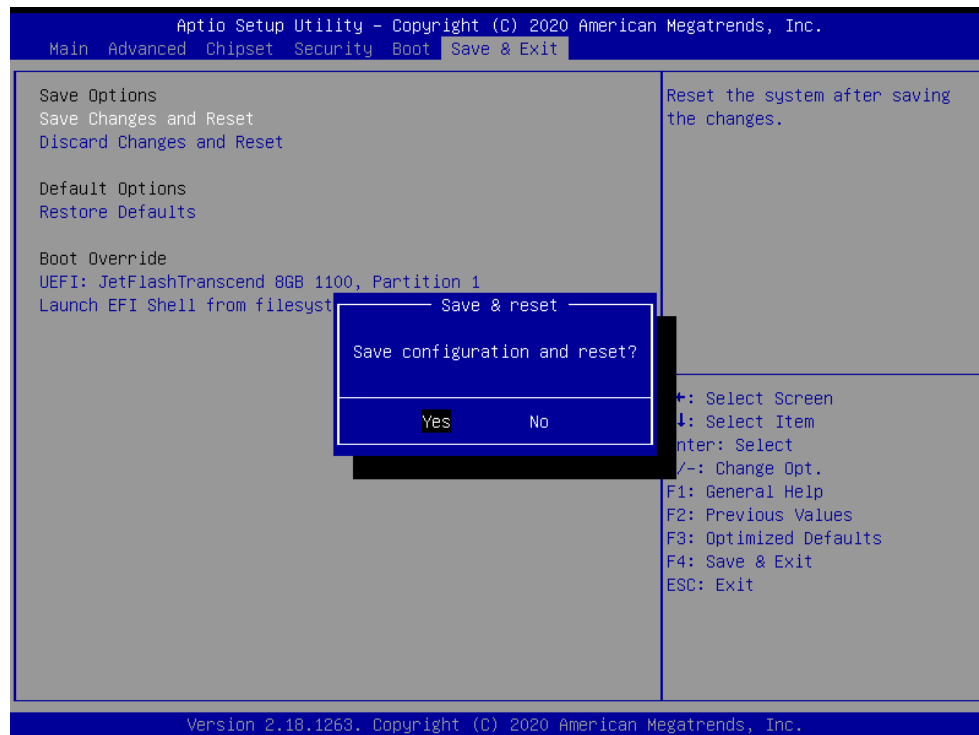 Aptio Setup Utility – Copyright (C) 2020 American Megatrends, Inc.
Main Advanced Chipset Security Boot Save & Exit
Save Options
Save Changes and Reset
Discard Changes and Reset
Default Options
Restore Defaults
Boot Override
UEFI: JetFlashTranscend 8GB 1100, Partition 1
Launch EFI Shell from filesyst
Save & reset
Save configuration and reset?
Yes No
Reset the system after saving
the changes.
: Select Screen
↓: Select Item
nter: Select
/-: Change Opt.
F1: General Help
F2: Previous Values
F3: Optimized Defaults
F4: Save & Exit
ESC: Exit
Version 2.18.1263. Copyright (C) 2020 American Megatrends, Inc.